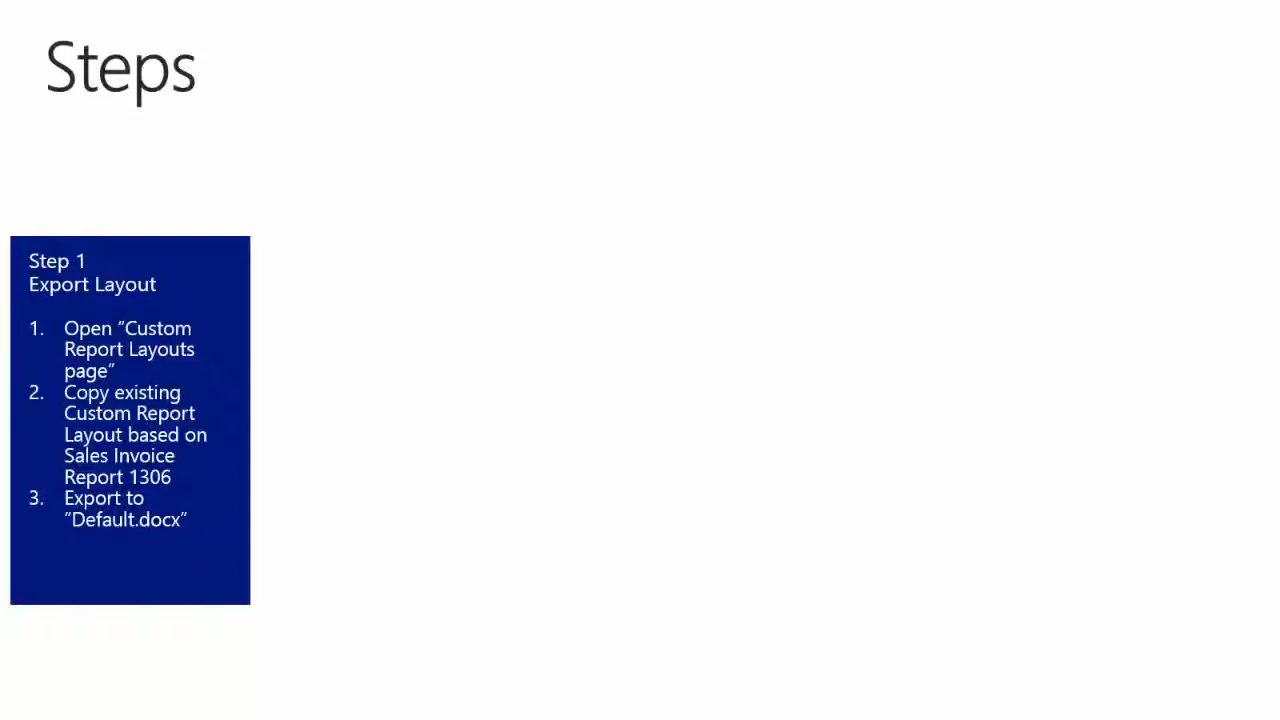 Steps
Step 1
Export Layout
1. Open “Custom
Report Layouts
page”
2. Copy existing
Custom Report
Layout based on
Sales Invoice
Report 1306
3. Export to
“Default.docx”